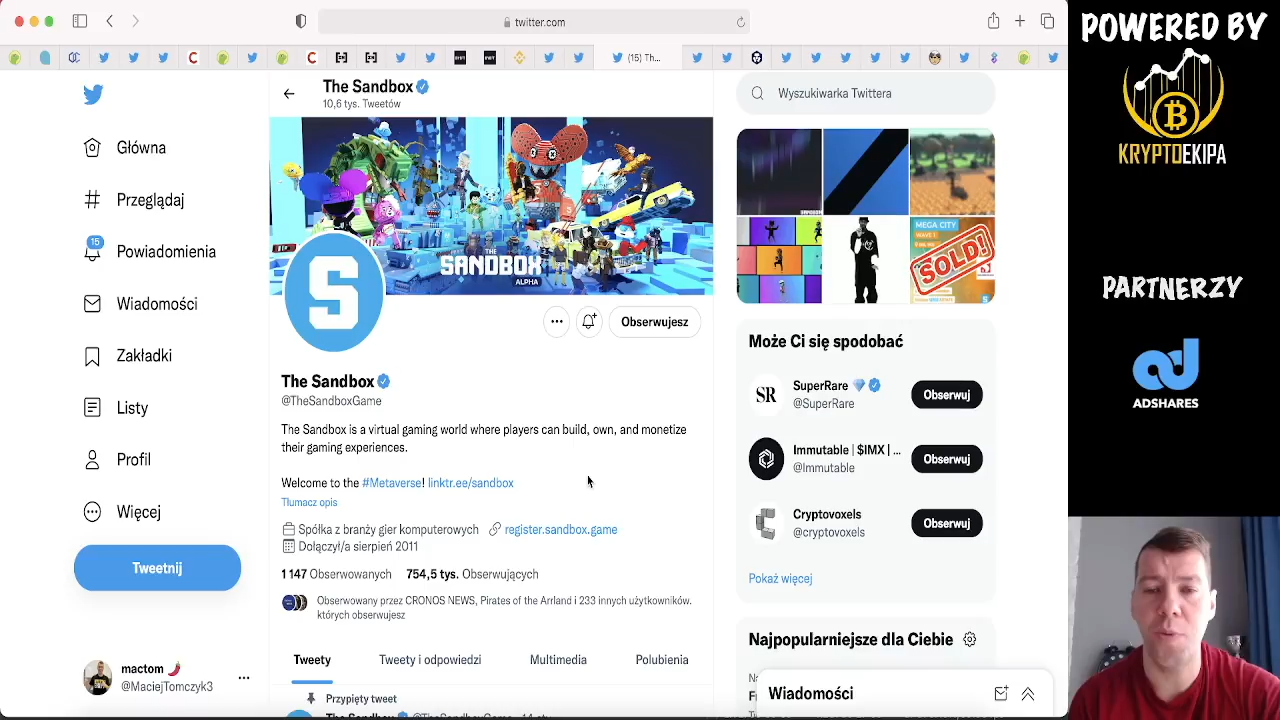 twitter.com
(15) Th...
POWERED BY
KRYPTOEKIPA
PARTNERZY
ADSHARES
The Sandbox
10,6 tys. Tweetów
Główna
Przeglądaj
15
Powiadomienia
Wiadomości
Zakładki
Listy
Profil
Więcej
Tweetnij
mactom
@MaciejTomczyk3
THE
SANDBOX
ALPHA
S
Obserwujesz
The Sandbox
@TheSandboxGame
The Sandbox is a virtual gaming world where players can build, own, and monetize
their gaming experiences.
Welcome to the #Metaverse! linktr.ee/sandbox
Tłumacz opis
Spółka z branży gier komputerowych register.sandbox.game
Dołączył/a sierpień 2011
1 147 Obserwowanych 754,5 tys. Obserwujących
Obserwowany przez CRONOS NEWS, Pirates of the Arrland i 233 innych użytkowników.
których obserwujesz
Tweety
Tweety i odpowiedzi
Multimedia
Polubienia
Przypięty tweet
Wyszukiwarka Twittera
MEGA CITY
WAVE 1
SOLD!
Może Ci się spodobać
SR
SuperRare
@SuperRare
Obserwuj
Immutable | $IMX | ...
@Immutable
Obserwuj
Cryptovoxels
@cryptovoxels
Obserwuj
Pokaż więcej
Najpopularniejsze dla Ciebie
Wiadomości